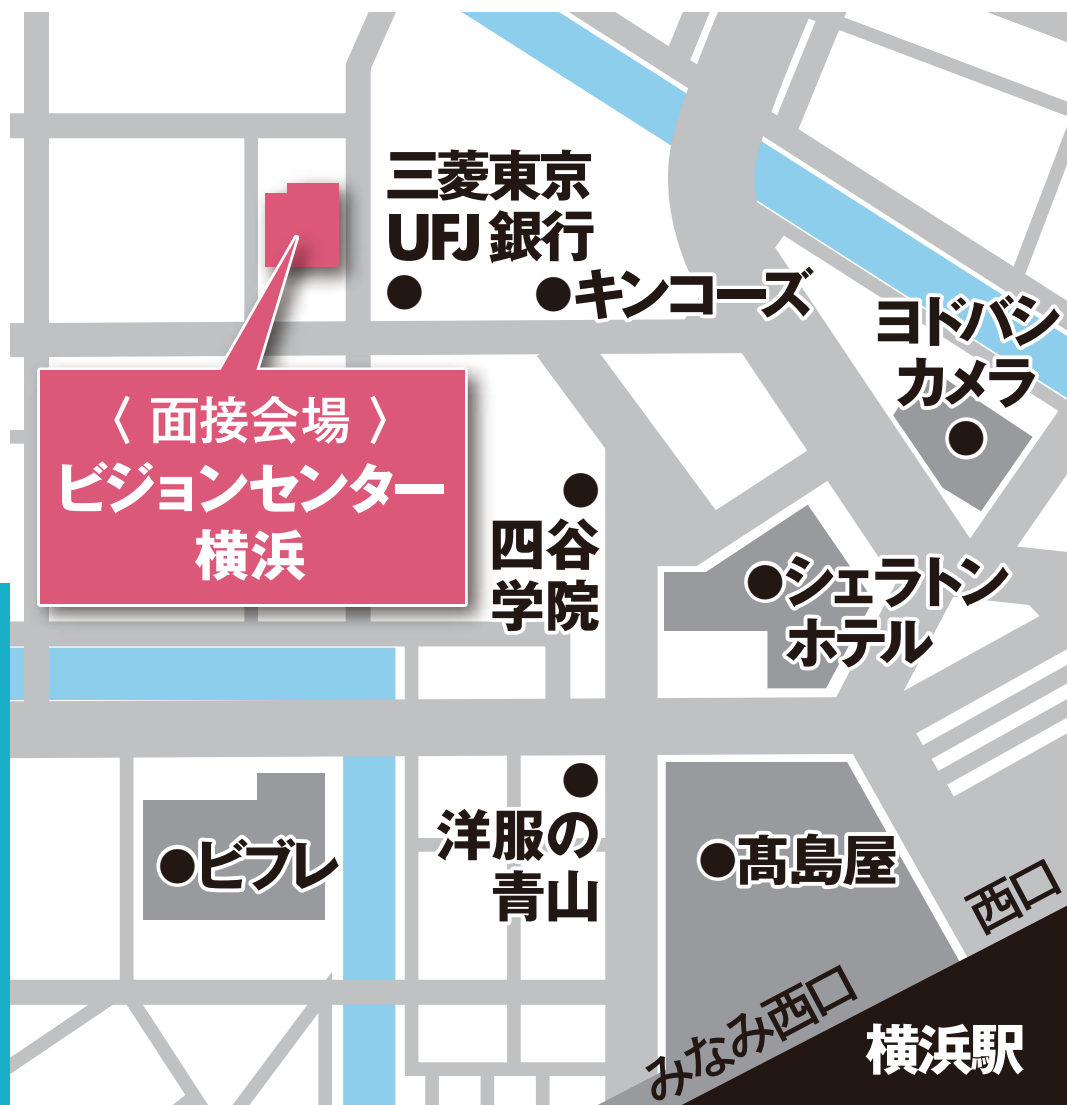 三菱東京
UFJ 銀行
キンコーズ
ヨドバシ
カメラ
〈 面接会場 〉
ビジョンセンター
横浜
四谷
学院
シェラトン
ホテル
ビブレ
洋服の
青山
髙島屋
西口
みなみ西口
横浜駅